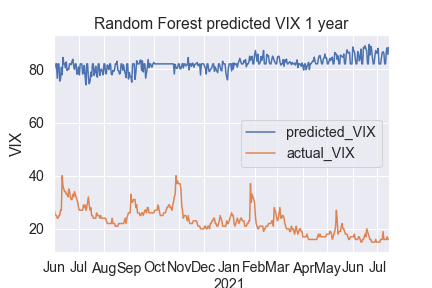 Random Forest predicted VIX 1 year
80
60
40
20
VIX
predicted_VIX
actual_VIX
Jun Jul Aug Sep Oct Nov Dec Jan Feb Mar Apr May Jun Jul
2021